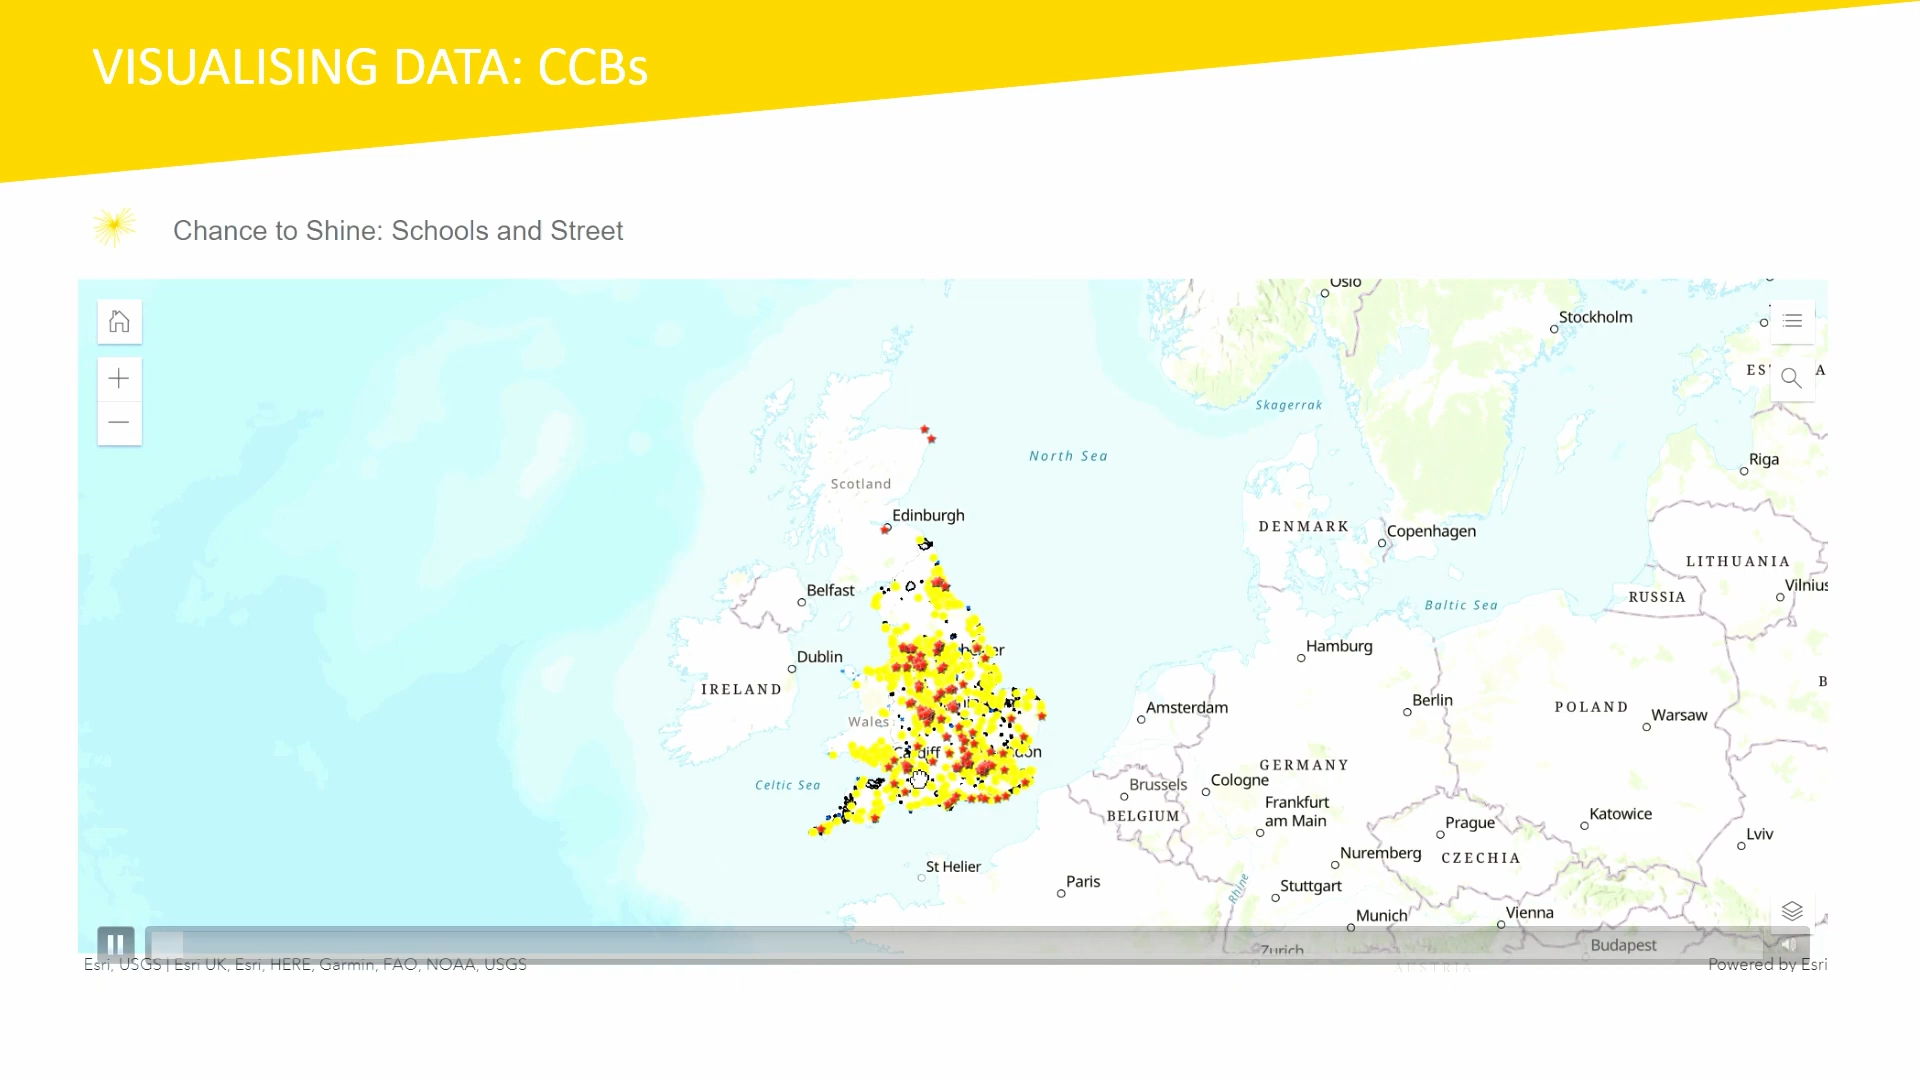 VISUALISING DATA: CCBs
Chance to Shine: Schools and Street
Oslo
Stockholm
Skagerrak
North Sea
Riga
Scotland
Edinburgh
DENMARK
Copenhagen
LITHUANIA
Vilnius
RUSSIA
Belfast
Baltic Sea
Hamburg
Dublin
IRELAND
Berlin
Amsterdam
POLAND
Warsaw
Wales
Cardiff
GERMANY
Celtic Sea
Brussels
Cologne
BELGIUM
Frankfurt
am Main
Katowice
Prague
Lviv
Nuremberg
CZECHIA
St Helier
Paris
Rhine
Stuttgart
Munich
Vienna
Zurich
Budapest
AUSTRIA
Esri, USGS | Esri UK, Esri, HERE, Garmin, FAO, NOAA, USGS
Powered by Esri